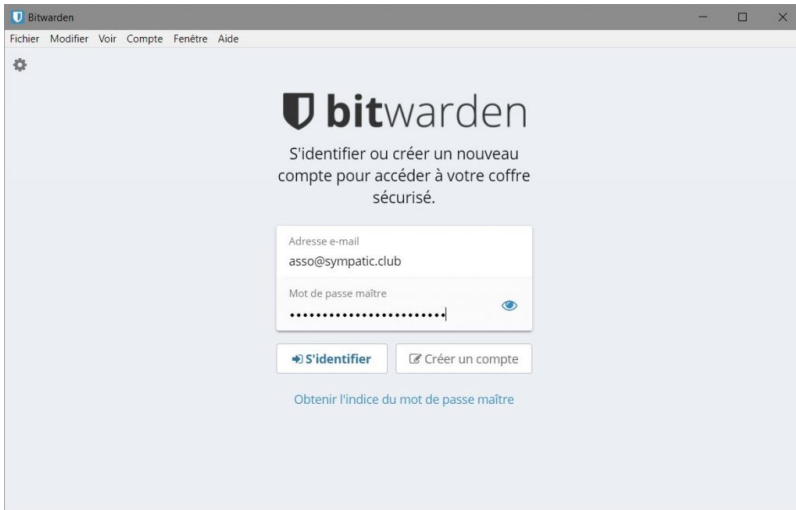 Bitwarden
Fichier Modifier Voir Compte Fenêtre Aide
bitwarden
S'identifier ou créer un nouveau
compte pour accéder à votre coffre
sécurisé.
Adresse e-mail
asso@sympatic.club
Mot de passe maître
••••••••••••••••••••••••
S'identifier
Créer un compte
Obtenir l'indice du mot de passe maître